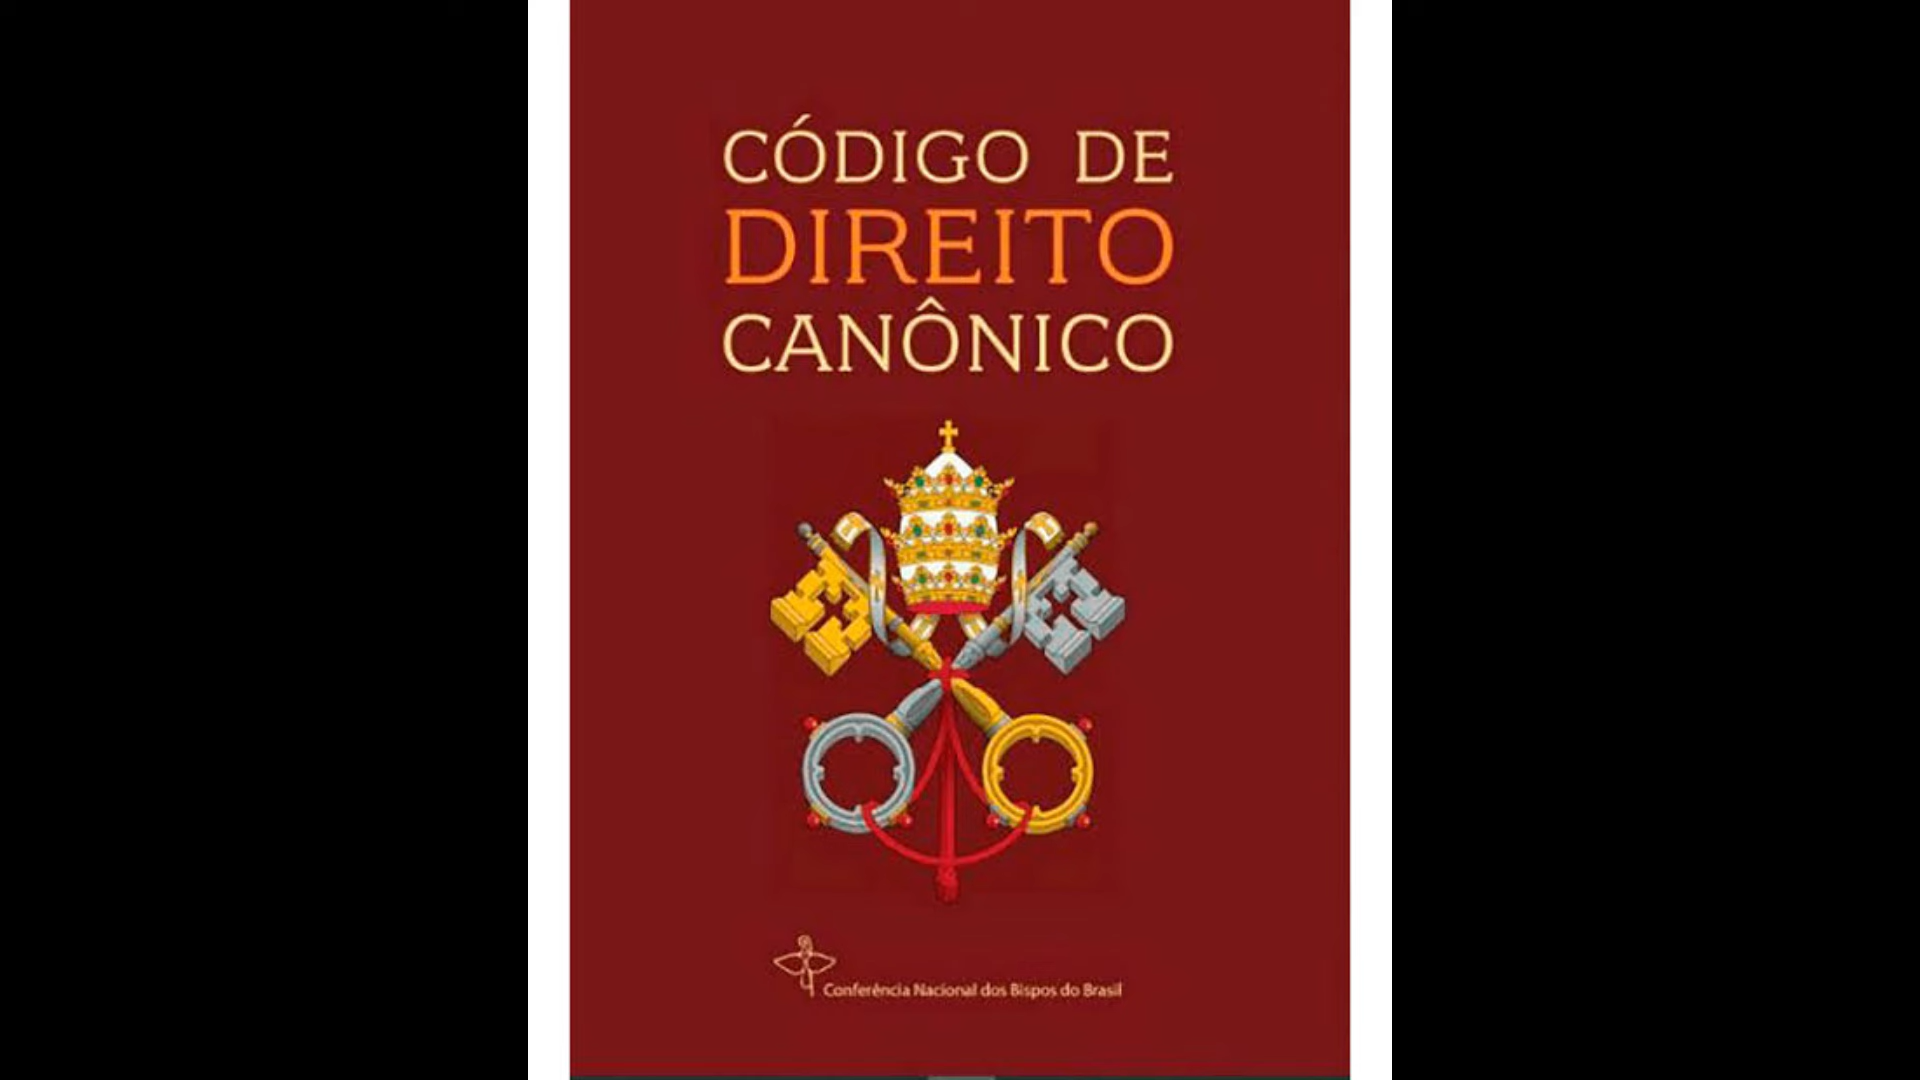 CÓDIGO DE
DIREITO
CANÔNICO
Conferência Nacional dos Bispos do Brasil